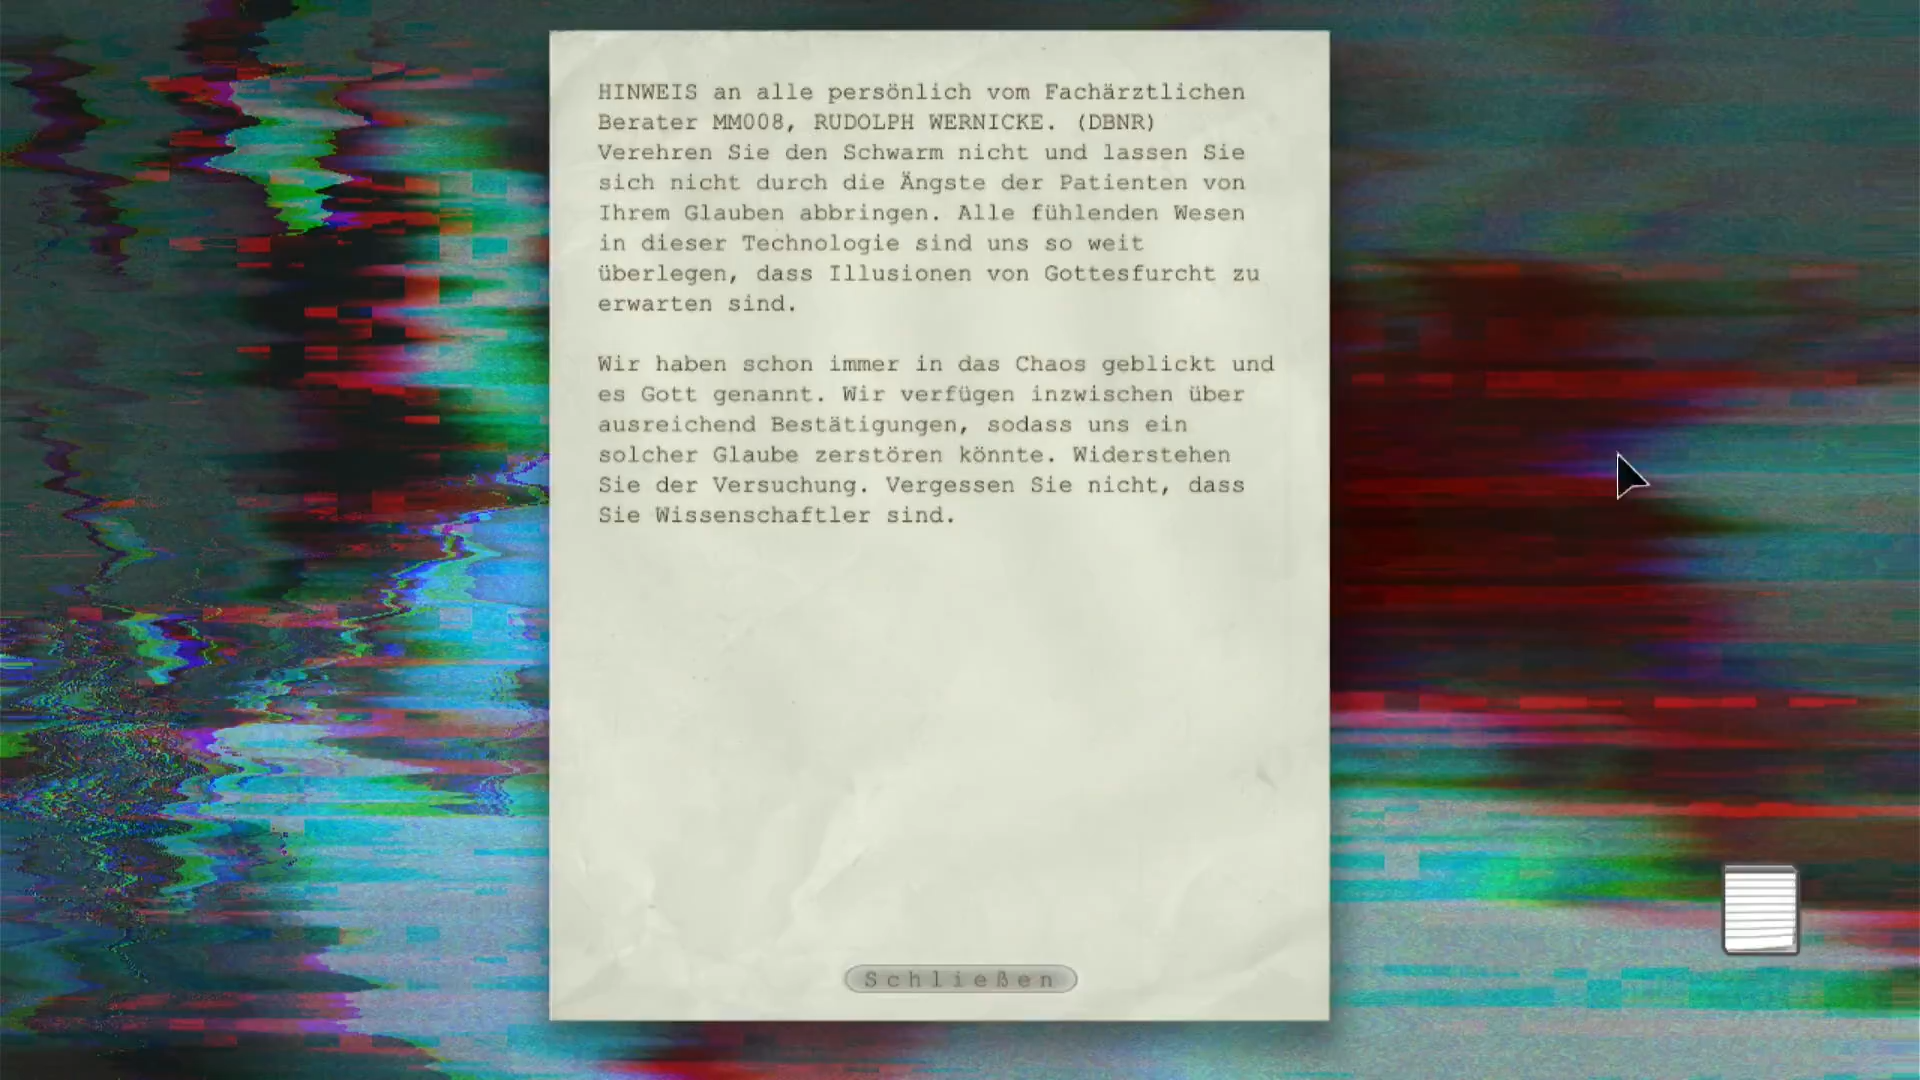 HINWEIS an alle persönlich vom Fachärztlichen
Berater MM008, RUDOLPH WERNICKE. (DBNR)
Verehren Sie den Schwarm nicht und lassen Sie
sich nicht durch die Ängste der Patienten von
Ihrem Glauben abbringen. Alle fühlenden Wesen
in dieser Technologie sind uns so weit
überlegen, dass Illusionen von Gottesfurcht zu
erwarten sind.

Wir haben schon immer in das Chaos geblickt und
es Gott genannt. Wir verfügen inzwischen über
ausreichend Bestätigungen, sodass uns ein
solcher Glaube zerstören könnte. Widerstehen
Sie der Versuchung. Vergessen Sie nicht, dass
Sie Wissenschaftler sind.

Schließen